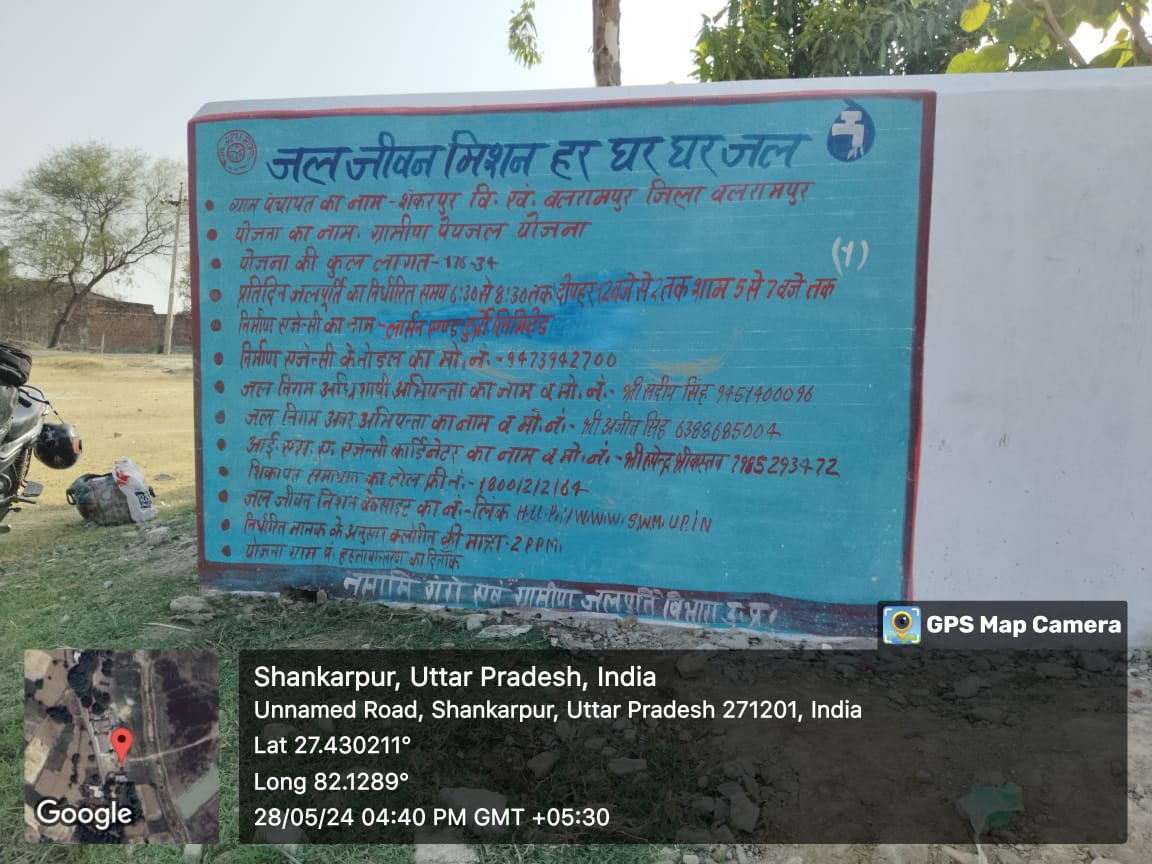 जल जीवन मिशन हर घर घर जल
ग्राम पंचायत का नाम - शंकरपुर वि. खं. बलरामपुर जिला बलरामपुर
योजना का नाम. ग्रामीण पेयजल योजना
योजना की कुल लागत - 176-34
(1)
प्रतिदिन जलपूर्ति का निर्धारित समय 6:30 से 8:30 तक दोपहर 12 बजे से 2 तक शाम 5 से 7 बजे तक
निर्माण एजेन्सी का नाम - लार्सन एण्ड टुर्बो लिमिटेड
निर्माण एजेन्सी के नोडल का मो. नं. - 9473942700
जल निगम अधिशाषी अभियन्ता का नाम व मो. नं. - श्री संदीप सिंह 9451400096
जल निगम अवर अभियन्ता का नाम व मो. नं. - श्री अजीत सिंह 6388685004
आई. एस. ए. एजेन्सी कार्डिनेटर का नाम व मो. नं. - श्री श्रीवास्तव 7985293472
शिकायत समाधान का टोल फ्री नं. - 18001212164
जल जीवन मिशन वेबसाइट का नं. - लिंक Http://WWW.SWM.UP.iN
निर्धारित मानक के अनुसार क्लोरिन की मात्रा - 2 PPM.
योजना ग्राम पं. हस्तायान्तरण का दिनाँक
नमामि गंगे एवं ग्रामीण जलपूर्ति विभाग उ. प्र.
GPS Map Camera
Shankarpur, Uttar Pradesh, India
Unnamed Road, Shankarpur, Uttar Pradesh 271201, India
Lat 27.430211°
Long 82.1289°
28/05/24 04:40 PM GMT +05:30
Google